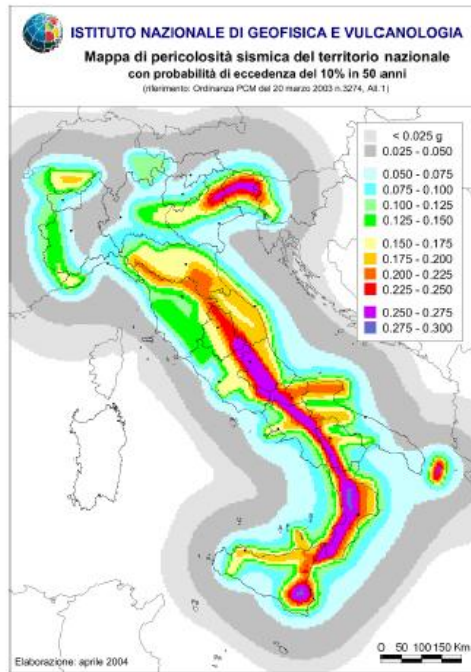 ISTITUTO NAZIONALE DI GEOFISICA E VULCANOLOGIA
Mappa di pericolosità sismica del territorio nazionale
con probabilità di eccedenza del 10% in 50 anni
(riferimento: Ordinanza PCM del 20 marzo 2003 n.3274, All.1)
< 0.025 g
0.025 - 0.050
0.050 - 0.075
0.075 - 0.100
0.100 - 0.125
0.125 - 0.150
0.150 - 0.175
0.175 - 0.200
0.200 - 0.225
0.225 - 0.250
0.250 - 0.275
0.275 - 0.300
Elaborazione: aprile 2004
0 50 100 150 Km